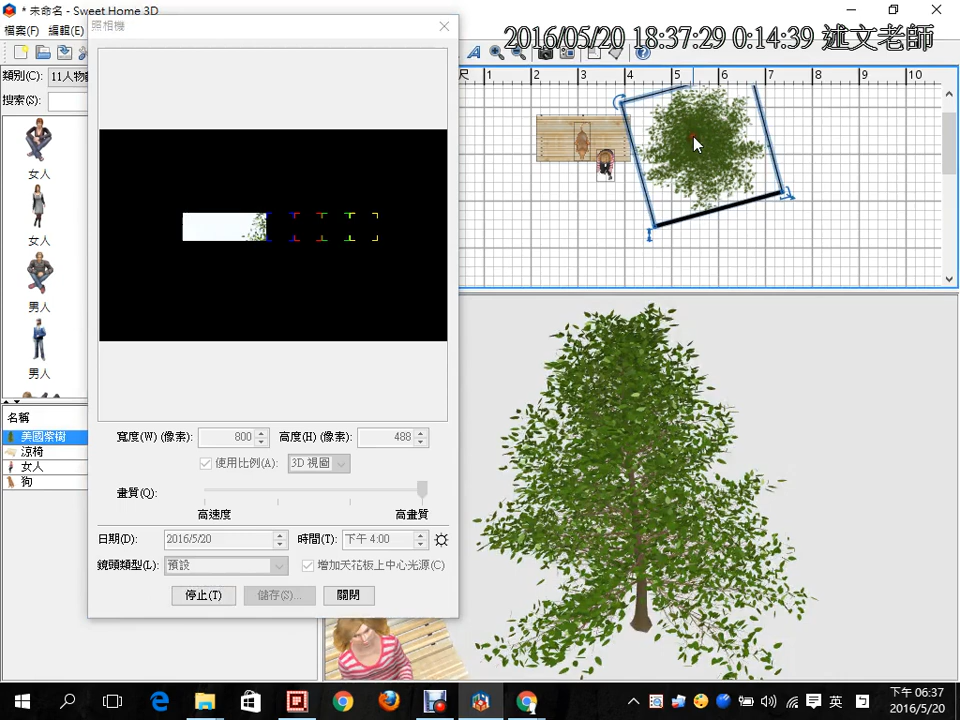 * 未命名 - Sweet Home 3D
檔案(F) 編輯(E)
照相機
2016/05/20 18:37:29 0:14:39 述文老師
類別(C):
搜索(S):
尺 1 2 3 4 5 6 7 8 9 10
女人
女人
男人
男人
名稱
美國紫樹
涼椅
女人
狗
寬度(W) (像素): 800 高度(H) (像素): 488
使用比例(A): 3D 視圖
畫質(Q):
高速度 高畫質
日期(D): 2016/5/20 時間(T): 下午 4:00
鏡頭類型(L): 預設 增加天花板上中心光源(C)
停止(T) 儲存(S)... 關閉
英
下午 06:37
2016/5/20